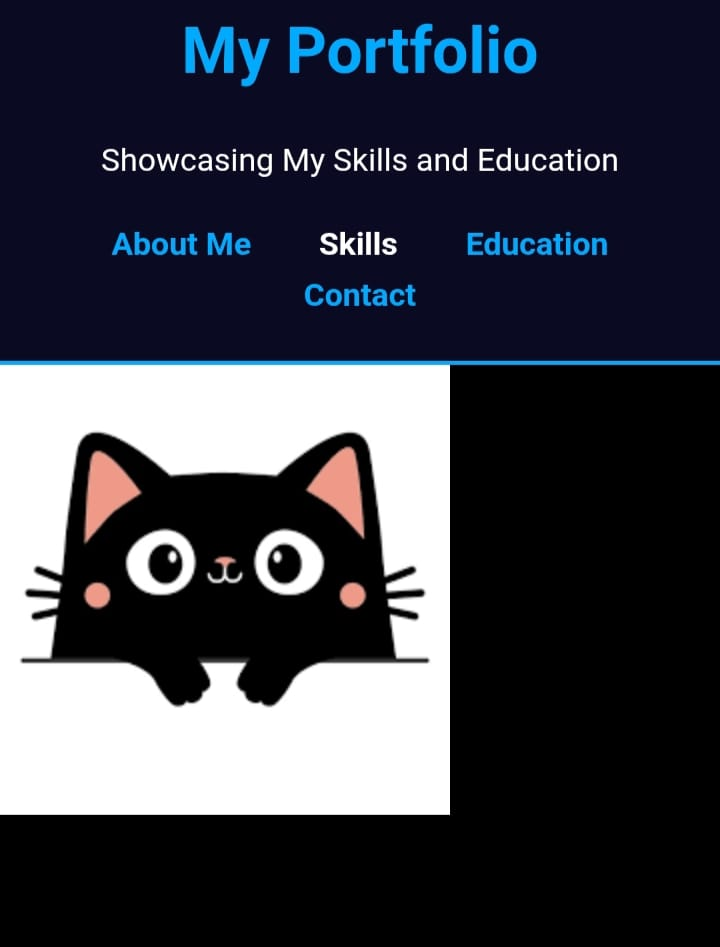 My Portfolio
Showcasing My Skills and Education
About Me Skills Education
Contact